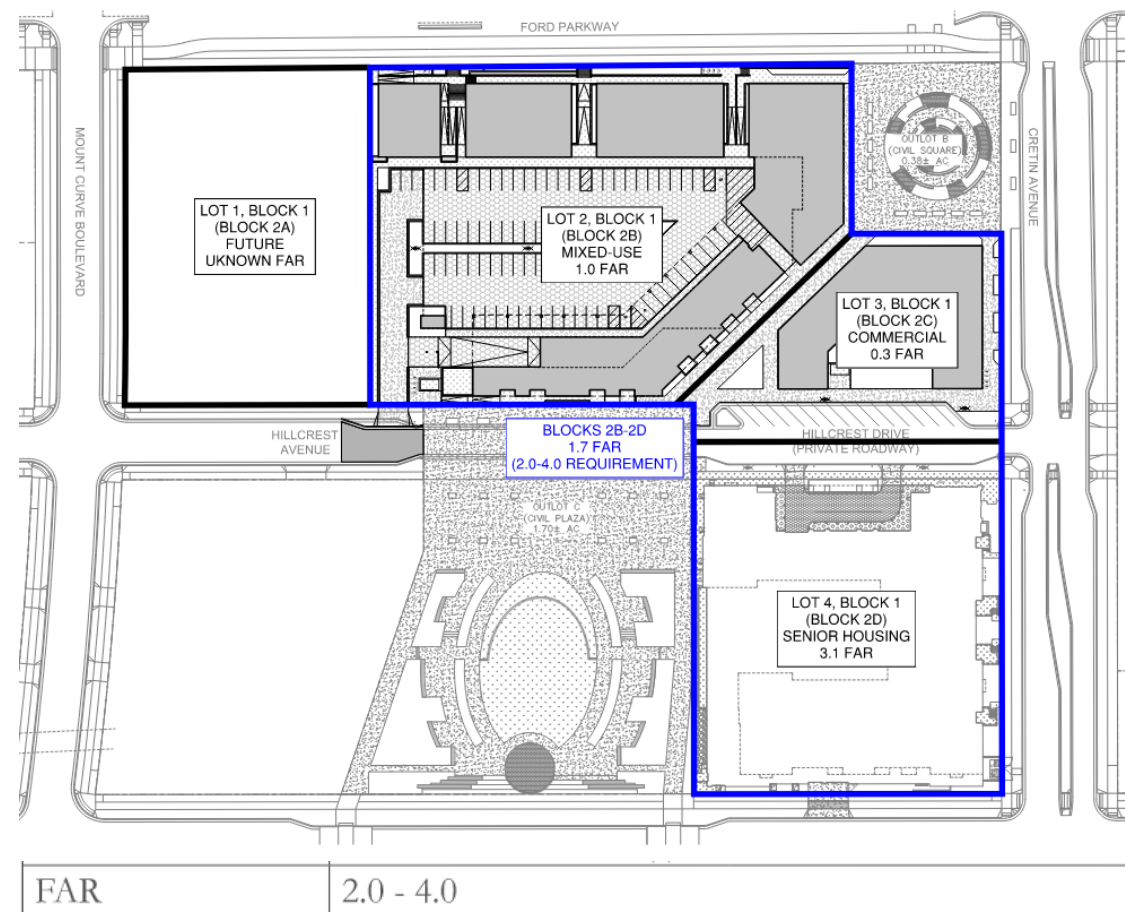 FORD PARKWAY
MOUNT CURVE BOULEVARD
CRETIN AVENUE
OUTLOT B
(CIVIL SQUARE)
0.38± AC
LOT 1, BLOCK 1
(BLOCK 2A)
FUTURE
UKNOWN FAR
LOT 2, BLOCK 1
(BLOCK 2B)
MIXED-USE
1.0 FAR
LOT 3, BLOCK 1
(BLOCK 2C)
COMMERCIAL
0.3 FAR
HILLCREST
AVENUE
BLOCKS 2B-2D
1.7 FAR
(2.0-4.0 REQUIREMENT)
HILLCREST DRIVE
(PRIVATE ROADWAY)
OUTLOT C
(CIVIL PLAZA)
1.70± AC
LOT 4, BLOCK 1
(BLOCK 2D)
SENIOR HOUSING
3.1 FAR
FAR 2.0 - 4.0